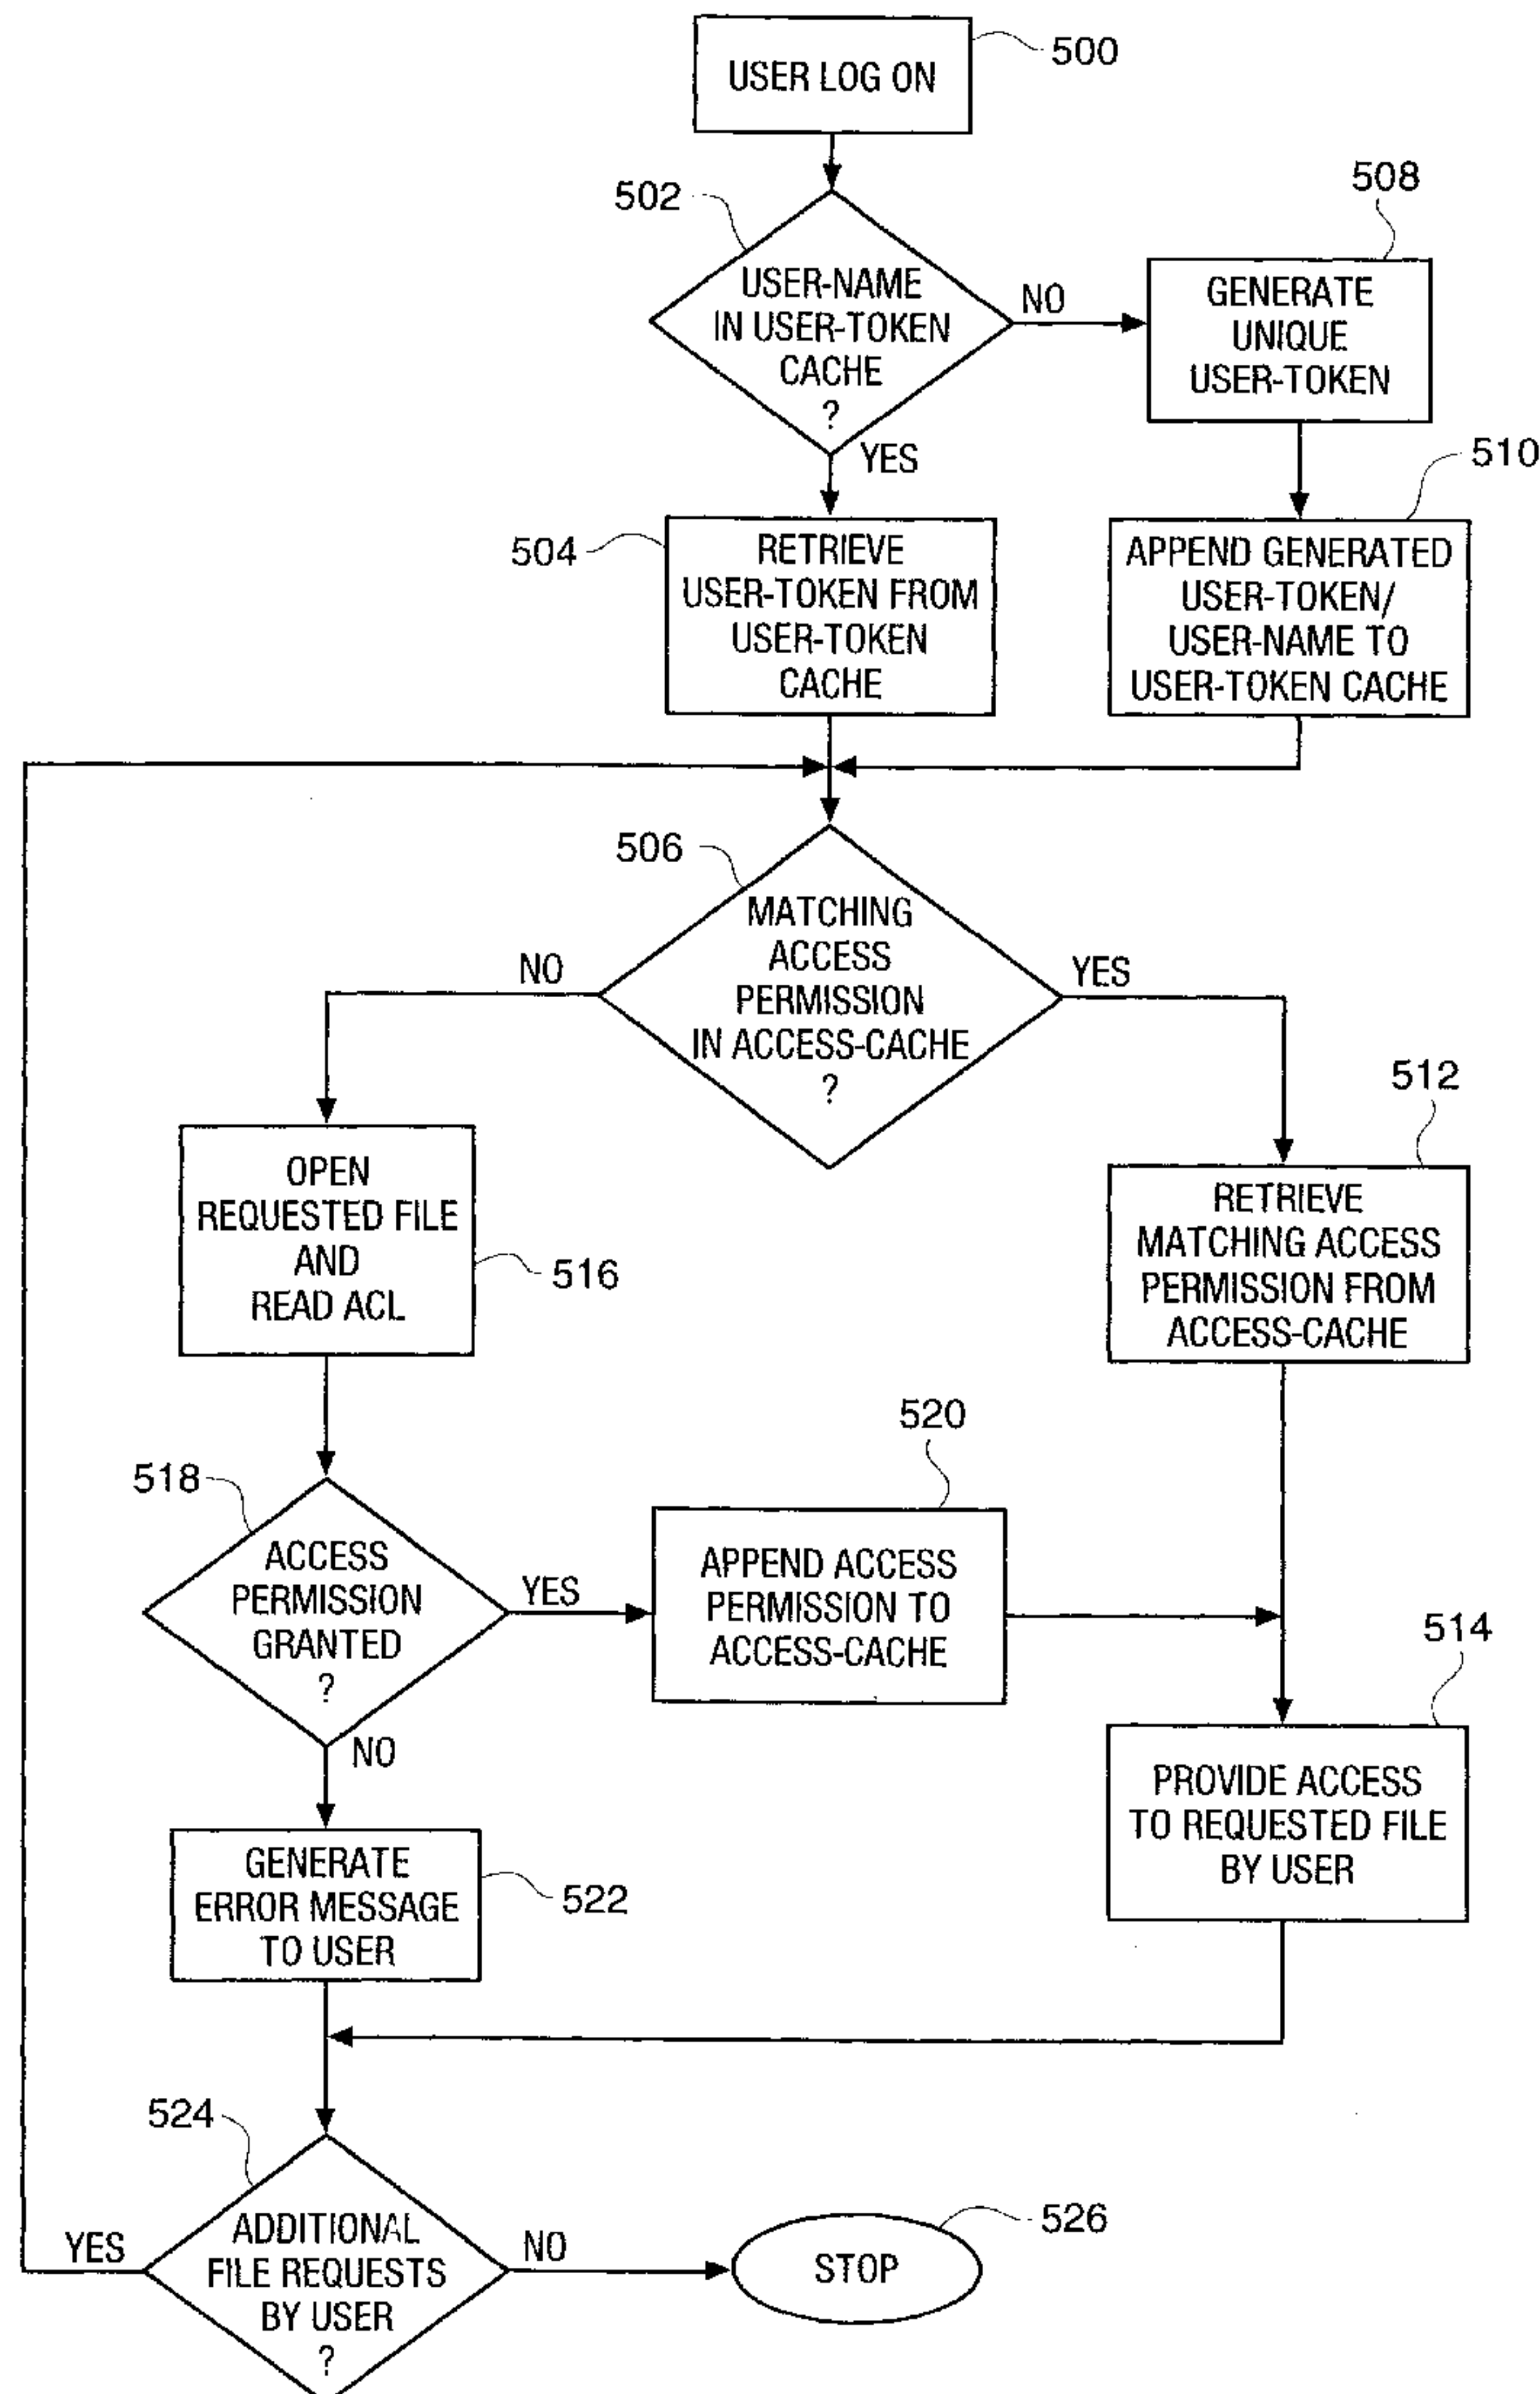 USER LOG ON
500
502
USER-NAME
IN USER-TOKEN
CACHE
?
NO
YES
508
GENERATE
UNIQUE
USER-TOKEN
504
RETRIEVE
USER-TOKEN FROM
USER-TOKEN
CACHE
510
APPEND GENERATED
USER-TOKEN/
USER-NAME TO
USER-TOKEN CACHE
506
MATCHING
ACCESS
PERMISSION
IN ACCESS-CACHE
?
NO
YES
OPEN
REQUESTED FILE
AND
READ ACL
516
512
RETRIEVE
MATCHING ACCESS
PERMISSION FROM
ACCESS-CACHE
518
ACCESS
PERMISSION
GRANTED
?
YES
NO
520
APPEND ACCESS
PERMISSION TO
ACCESS-CACHE
514
PROVIDE ACCESS
TO REQUESTED FILE
BY USER
GENERATE
ERROR MESSAGE
TO USER
522
524
ADDITIONAL
FILE REQUESTS
BY USER
?
YES
NO
STOP
526